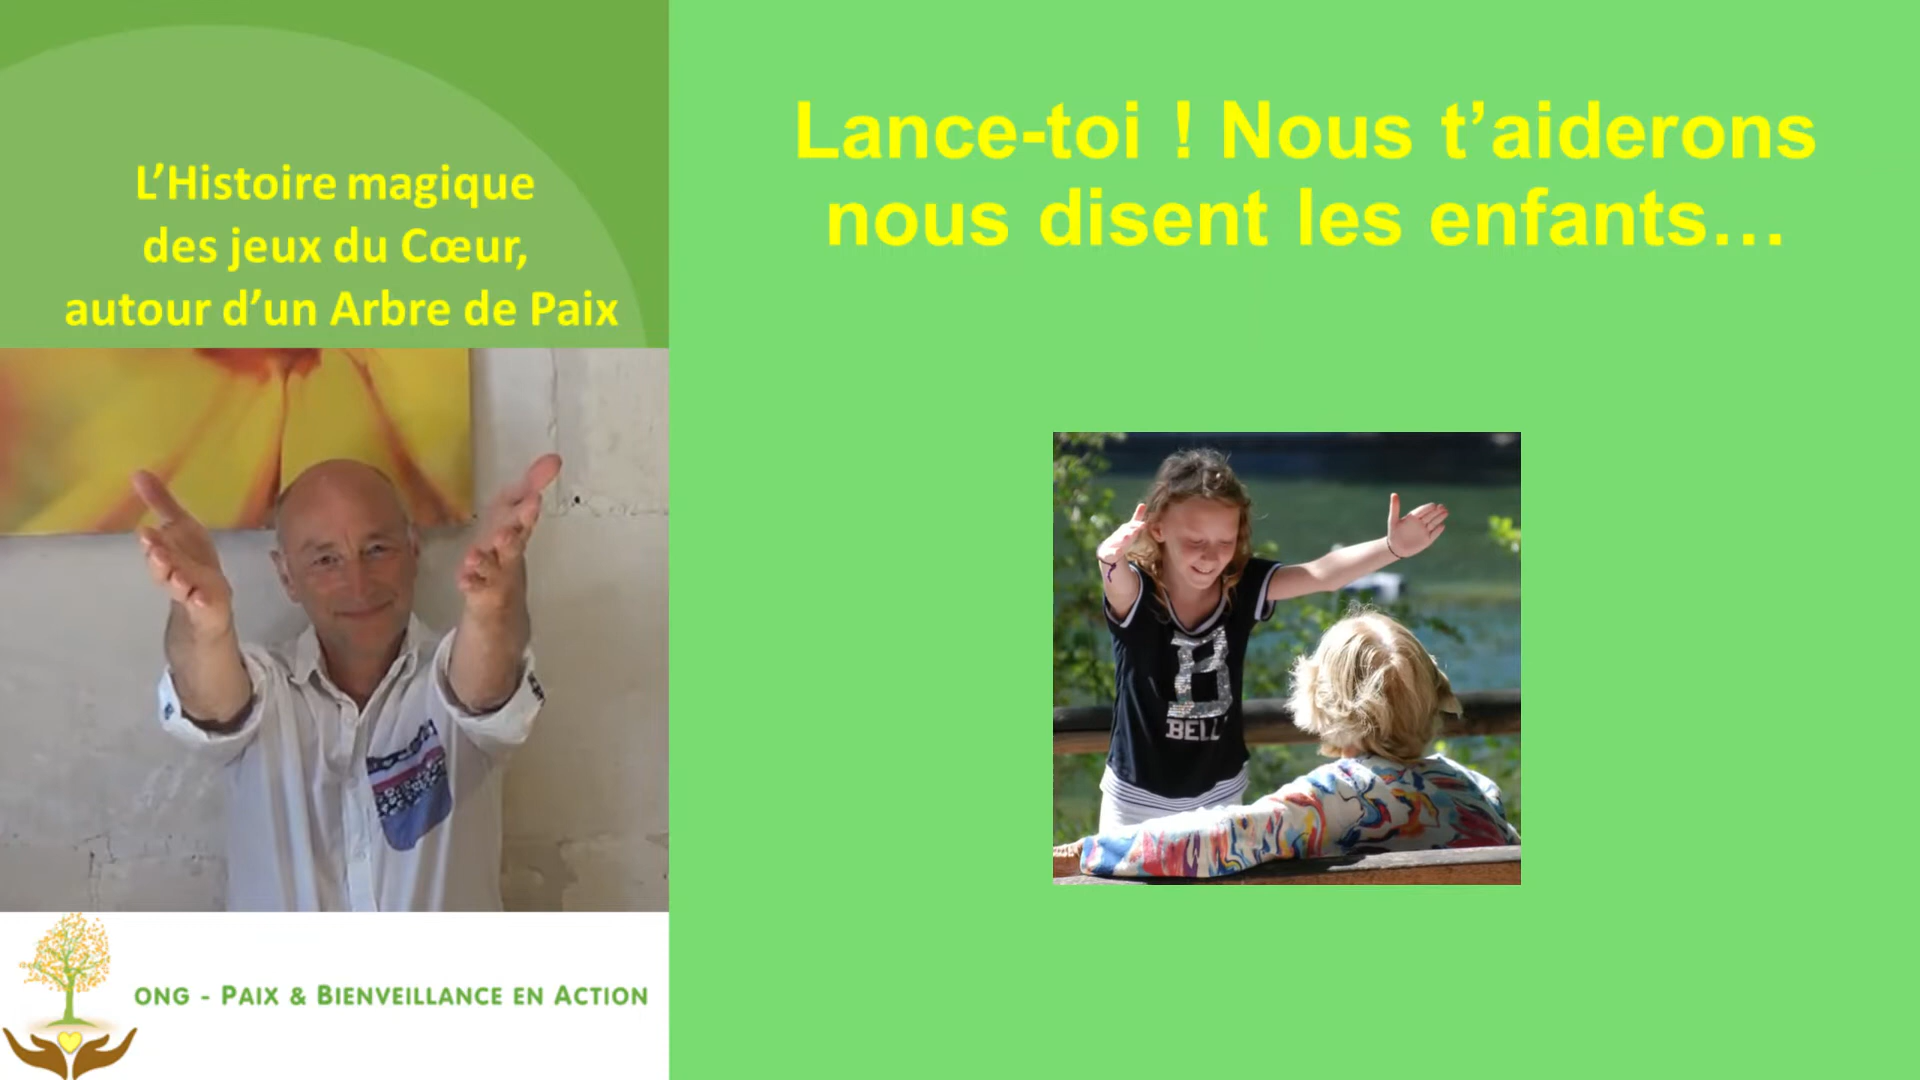 L’Histoire magique
des jeux du Cœur,
autour d’un Arbre de Paix
Lance-toi ! Nous t’aiderons
nous disent les enfants…
B
BELL
ONG - PAIX & BIENVEILLANCE EN ACTION